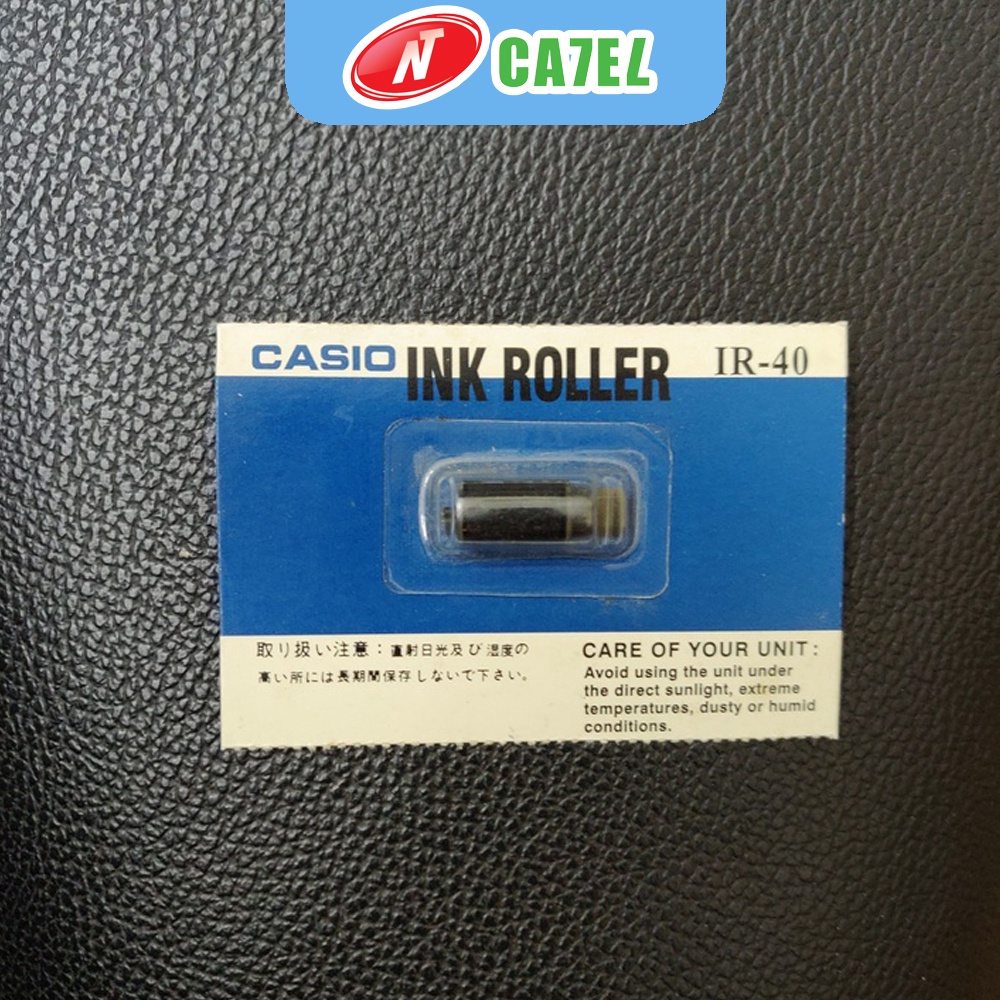 NT CA7EL
CASIO INK ROLLER IR-40
取り扱い注意：直射日光及び湿度の
高い所には長期間保存しないで下さい。
CARE OF YOUR UNIT:
Avoid using the unit under
the direct sunlight, extreme
temperatures, dusty or humid
conditions.